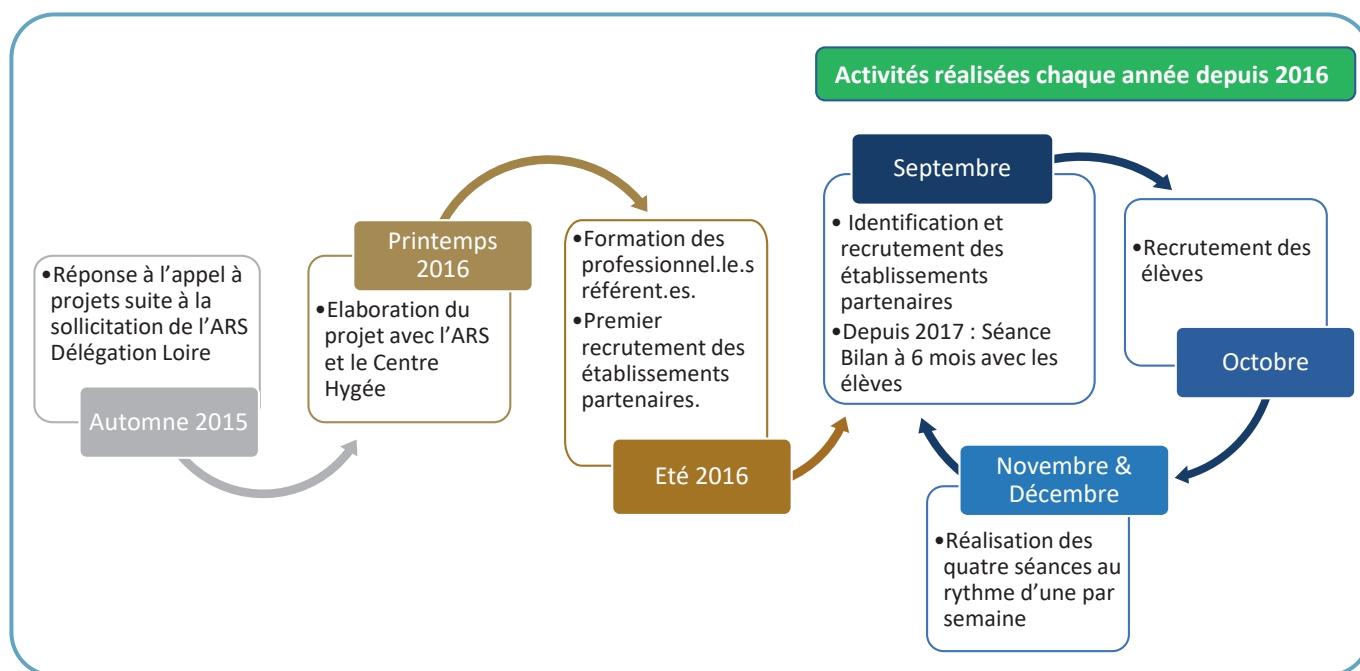 Activités réalisées chaque année depuis 2016
•Réponse à l’appel à
projets suite à la
sollicitation de l’ARS
Délégation Loire
Automne 2015
Printemps
2016
•Elaboration du
projet avec l’ARS
et le Centre
Hygée
•Formation des
professionnel.le.s
référent.es.
•Premier
recrutement des
établissements
partenaires.
Eté 2016
Septembre
• Identification et
recrutement des
établissements
partenaires
•Depuis 2017 : Séance
Bilan à 6 mois avec les
élèves
•Recrutement des
élèves
Octobre
Novembre &
Décembre
•Réalisation des
quatre séances au
rythme d’une par
semaine